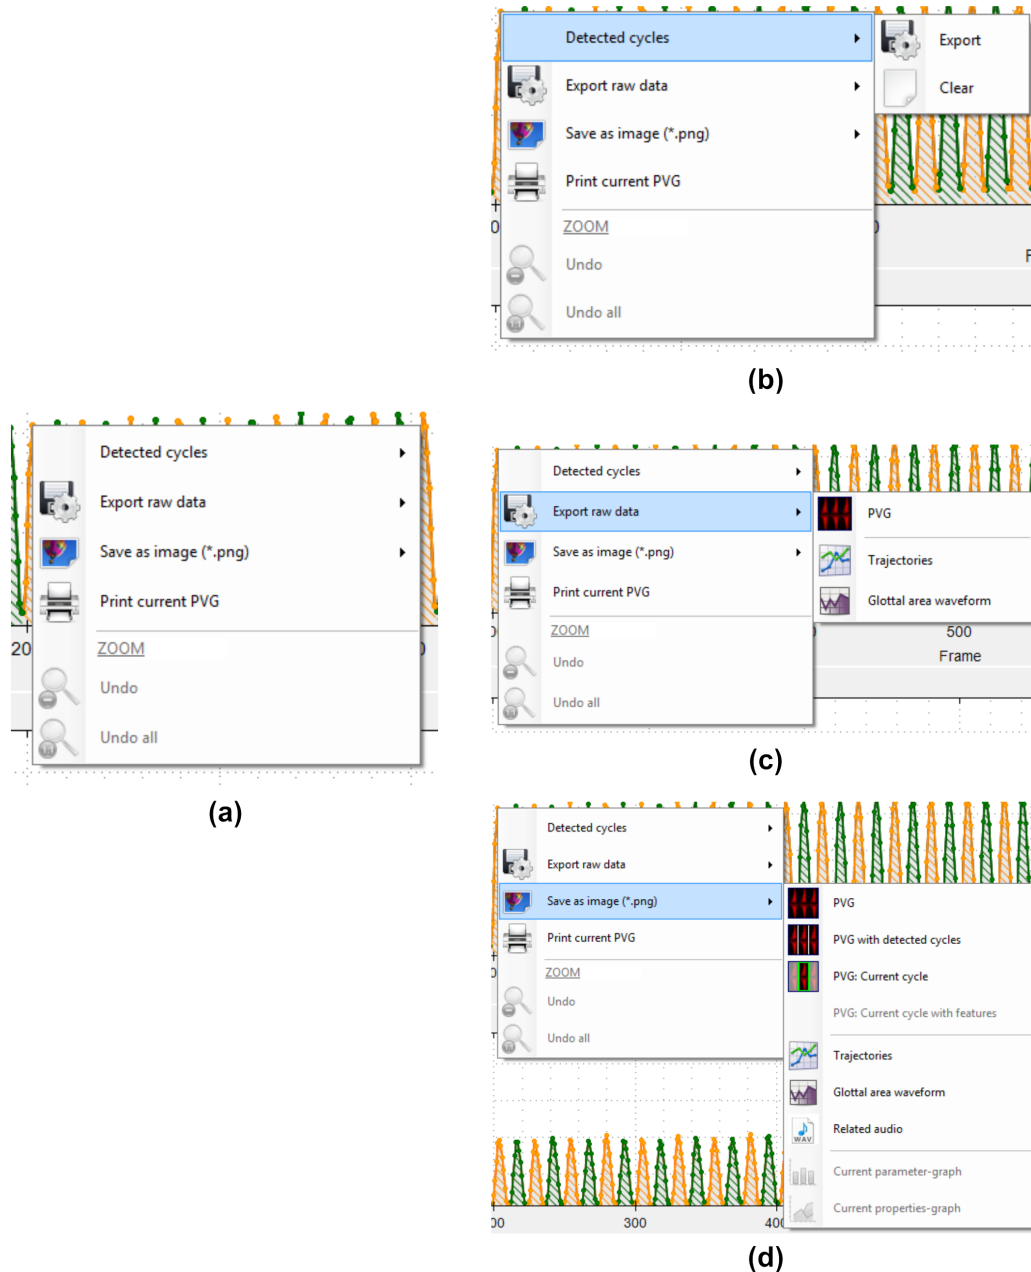 Detected cycles
Export raw data
Save as image (*.png)
Print current PVG
ZOOM
Undo
Undo all
Export
Clear
0
F
(b)
Detected cycles
Export raw data
Save as image (*.png)
Print current PVG
ZOOM
Undo
Undo all
20
(a)
Detected cycles
Export raw data
Save as image (*.png)
Print current PVG
ZOOM
Undo
Undo all
PVG
Trajectories
Glottal area waveform
500
Frame
(c)
Detected cycles
Export raw data
Save as image (*.png)
Print current PVG
ZOOM
Undo
Undo all
PVG
PVG with detected cycles
PVG: Current cycle
PVG: Current cycle with features
Trajectories
Glottal area waveform
WAV
Related audio
Current parameter-graph
Current properties-graph
00
300
40
(d)